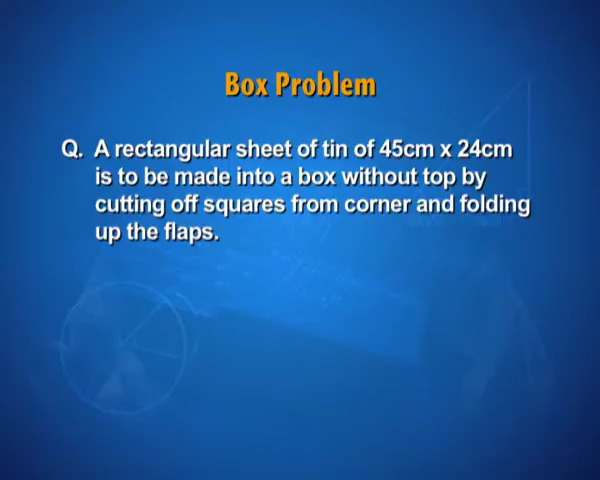 Box Problem
Q. A rectangular sheet of tin of 45cm x 24cm
is to be made into a box without top by
cutting off squares from corner and folding
up the flaps.